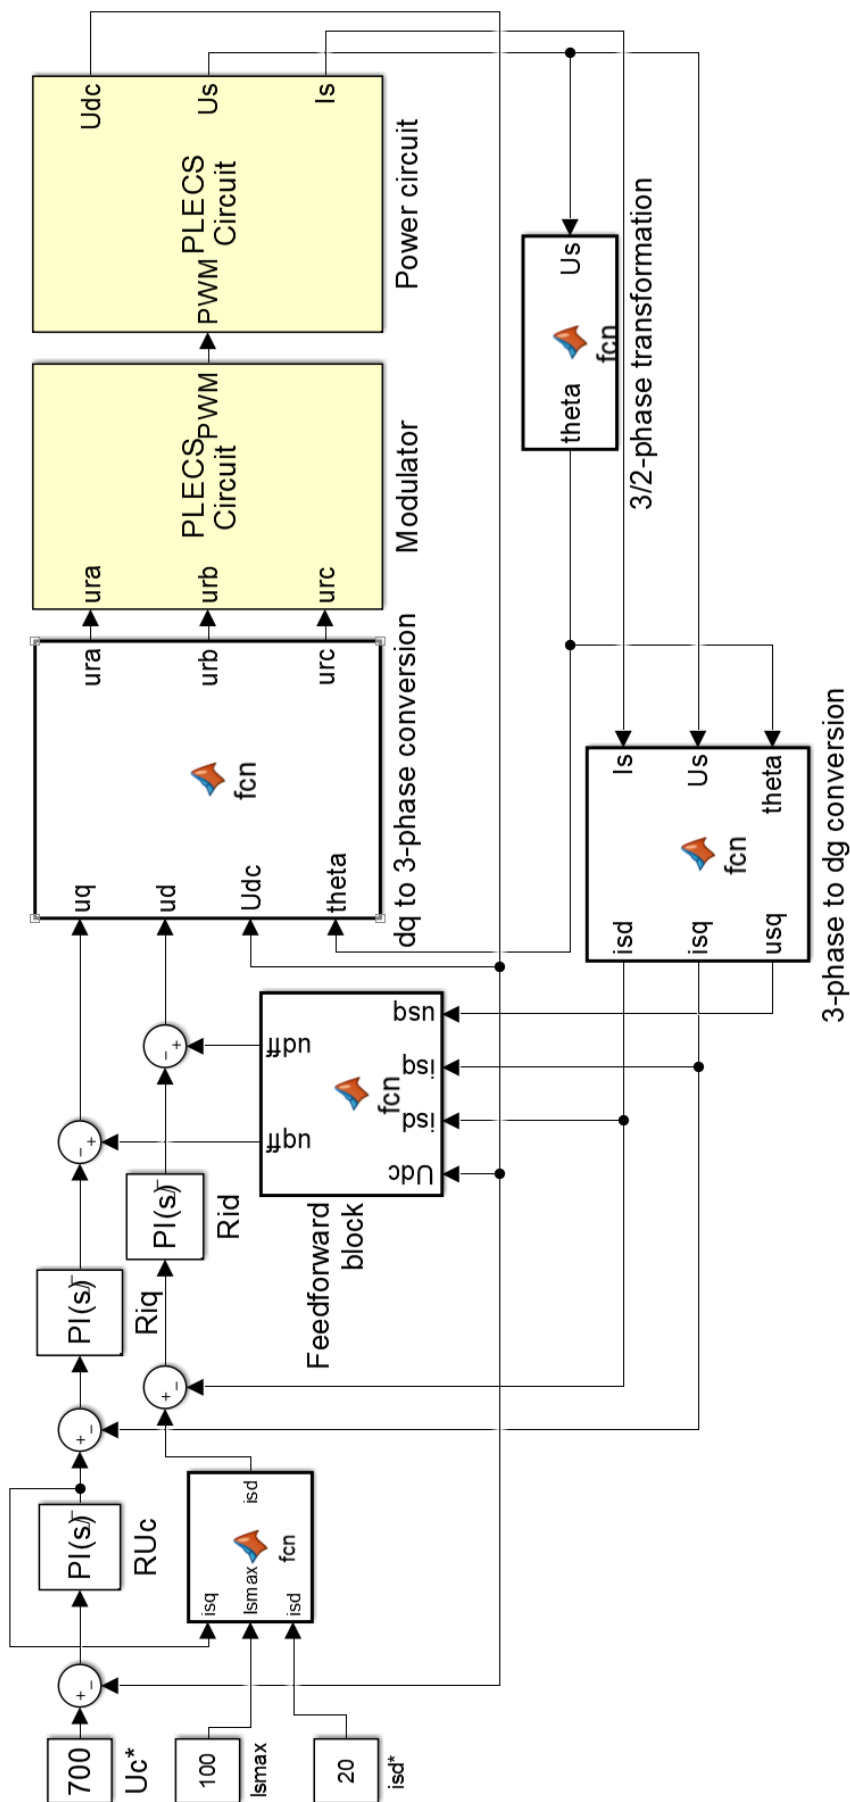 700
Uc*
100
Ismax
20
isd*
+
−
PI(s)
RUc
isq
Ismax
isd
fcn
isd
+
−
+
−
PI(s)
Riq
PI(s)
Rid
−
+
−
+
Feedforward
block
uqff
udff
fcn
Udc
isd
isq
usq
uq
ud
Udc
theta
fcn
ura
urb
urc
dq to 3-phase conversion
ura
urb
urc
PLECS
Circuit
PWM
Modulator
PWM
PLECS
Circuit
Udc
Us
Is
Power circuit
theta
fcn
Us
3/2-phase transformation
isd
isq
usq
fcn
Is
Us
theta
3-phase to dg conversion